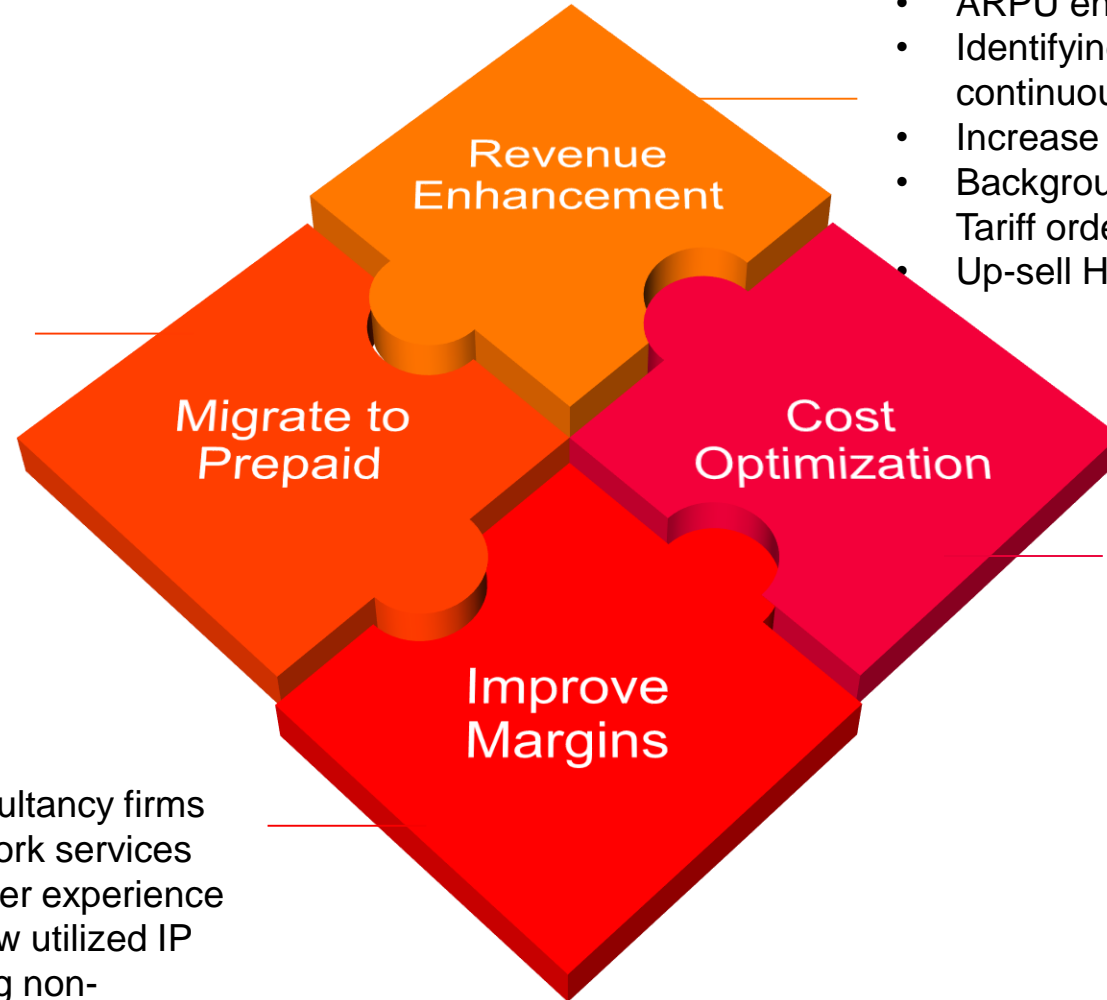 • ARPU en
• Identifying
continuou
• Increase
• Backgrou
Tariff orde
• Up-sell H
Revenue
Enhancement
Migrate to
Prepaid
Cost
Optimization
Improve
Margins
ultancy firms
ork services
er experience
w utilized IP
g non-